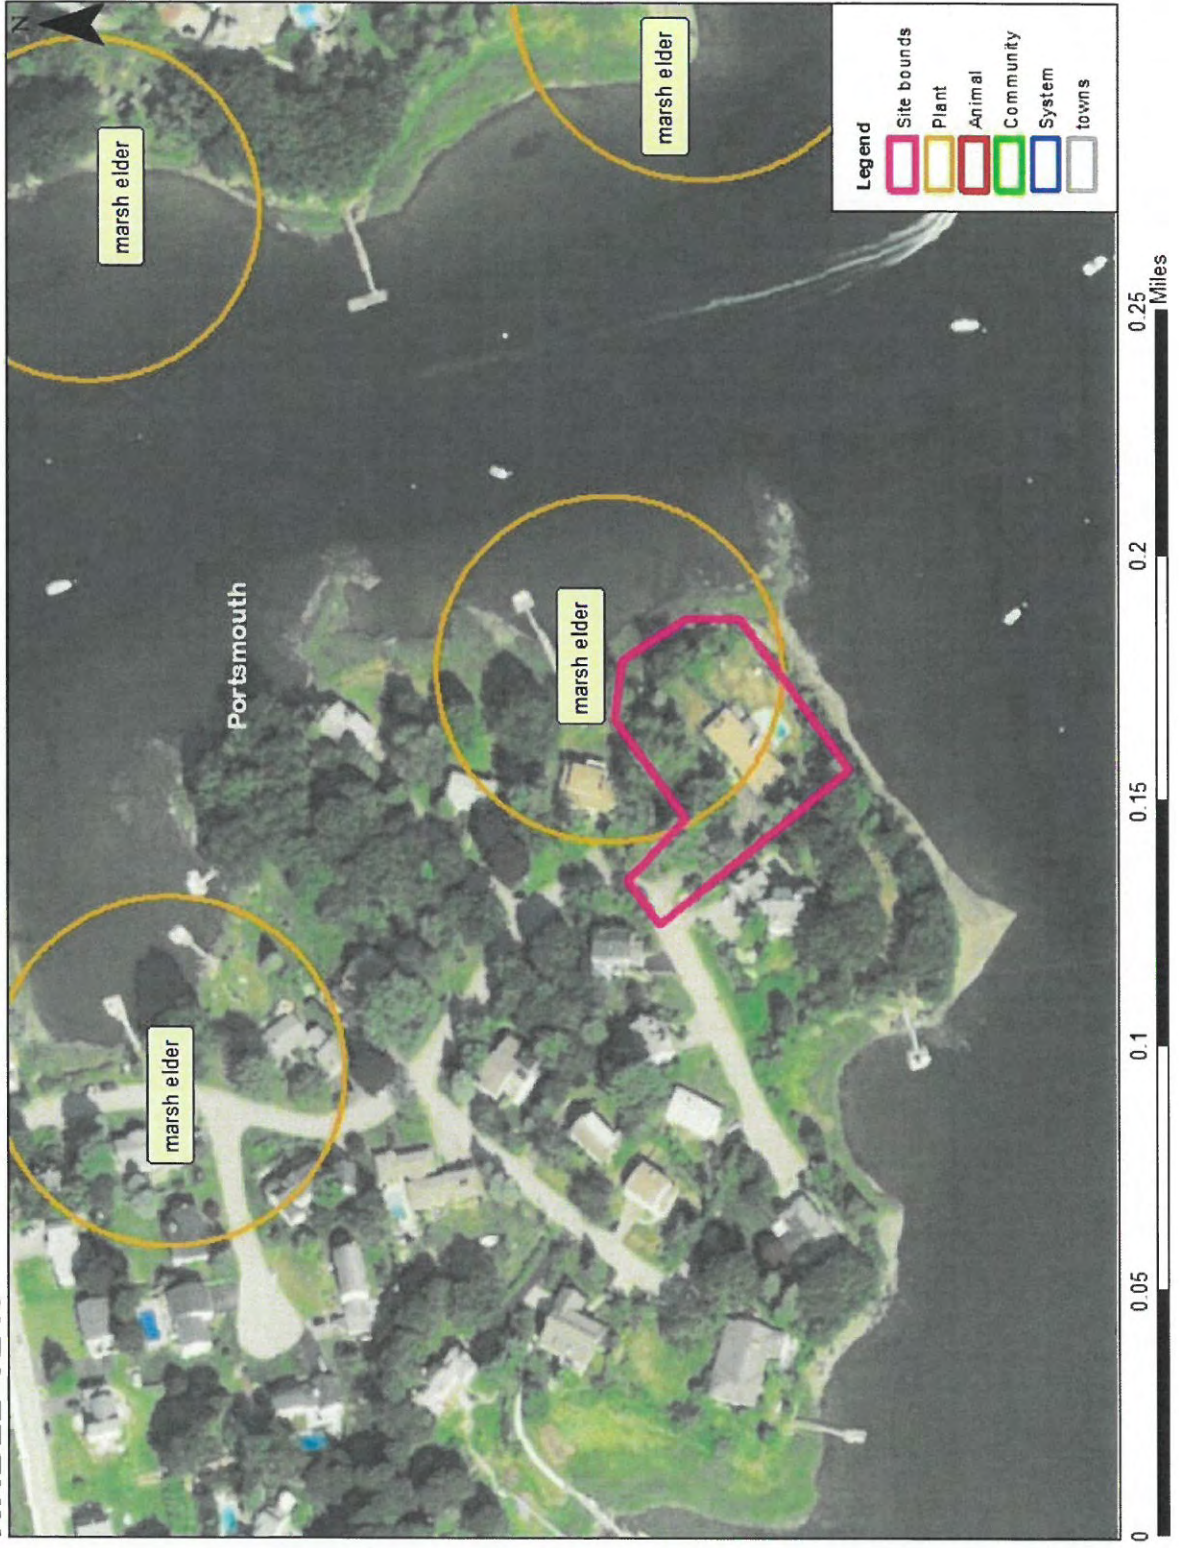 N
marsh elder
marsh elder
Portsmouth
marsh elder
marsh elder
Legend
Site bounds
Plant
Animal
Community
System
towns
0
0.05
0.1
0.15
0.2
0.25
Miles